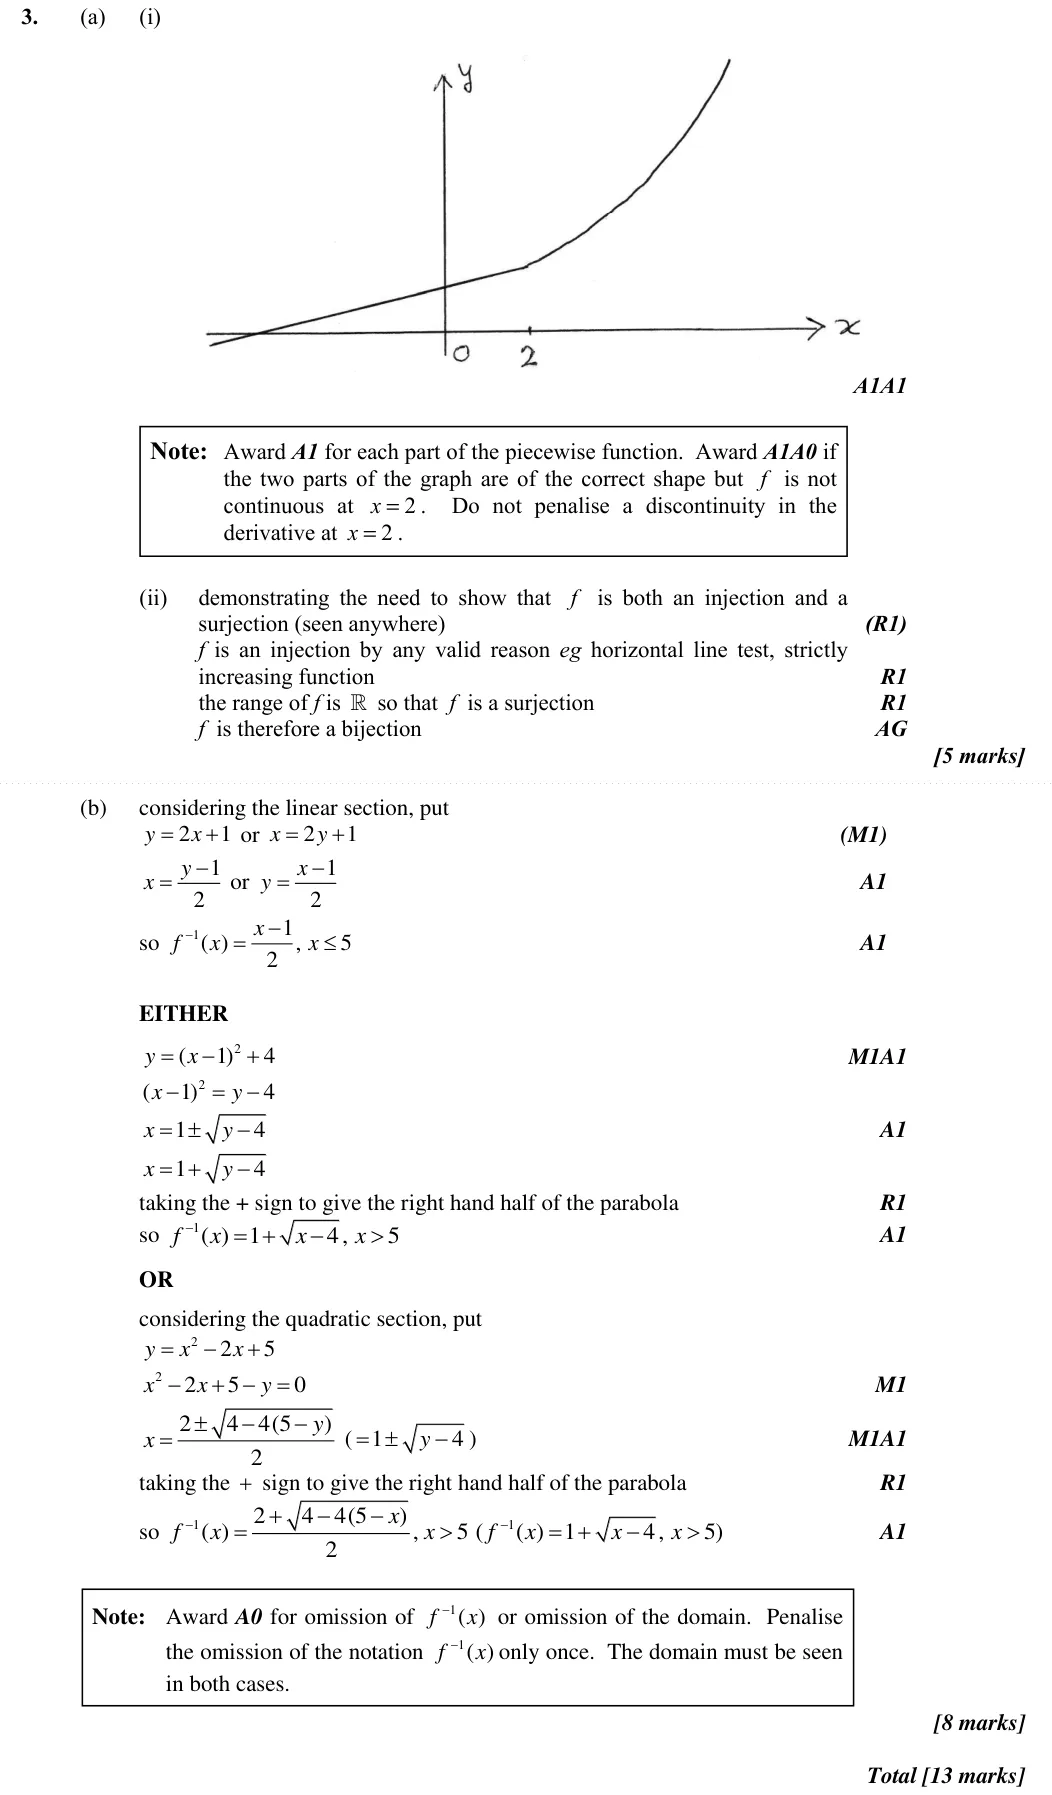 3. (a) (i)
y
x
0 2
A1A1
Note: Award A1 for each part of the piecewise function. Award A1A0 if
the two parts of the graph are of the correct shape but f is not
continuous at x = 2 . Do not penalise a discontinuity in the
derivative at x = 2 .
(ii) demonstrating the need to show that f is both an injection and a
surjection (seen anywhere) (R1)
f is an injection by any valid reason eg horizontal line test, strictly
increasing function R1
the range of f is ℝ so that f is a surjection R1
f is therefore a bijection AG
[5 marks]
(b) considering the linear section, put
y = 2x + 1 or x = 2y + 1 (M1)
x = (y − 1)/2 or y = (x − 1)/2 A1
so f⁻¹(x) = (x − 1)/2 , x ≤ 5 A1
EITHER
y = (x − 1)² + 4 M1A1
(x − 1)² = y − 4
x = 1 ± √(y − 4) A1
x = 1 + √(y − 4)
taking the + sign to give the right hand half of the parabola R1
so f⁻¹(x) = 1 + √(x − 4) , x > 5 A1
OR
considering the quadratic section, put
y = x² − 2x + 5
x² − 2x + 5 − y = 0 M1
x = (2 ± √(4 − 4(5 − y)))/2 ( = 1 ± √(y − 4) ) M1A1
taking the + sign to give the right hand half of the parabola R1
so f⁻¹(x) = (2 + √(4 − 4(5 − x)))/2 , x > 5 ( f⁻¹(x) = 1 + √(x − 4) , x > 5) A1
Note: Award A0 for omission of f⁻¹(x) or omission of the domain. Penalise
the omission of the notation f⁻¹(x) only once. The domain must be seen
in both cases.
[8 marks]
Total [13 marks]